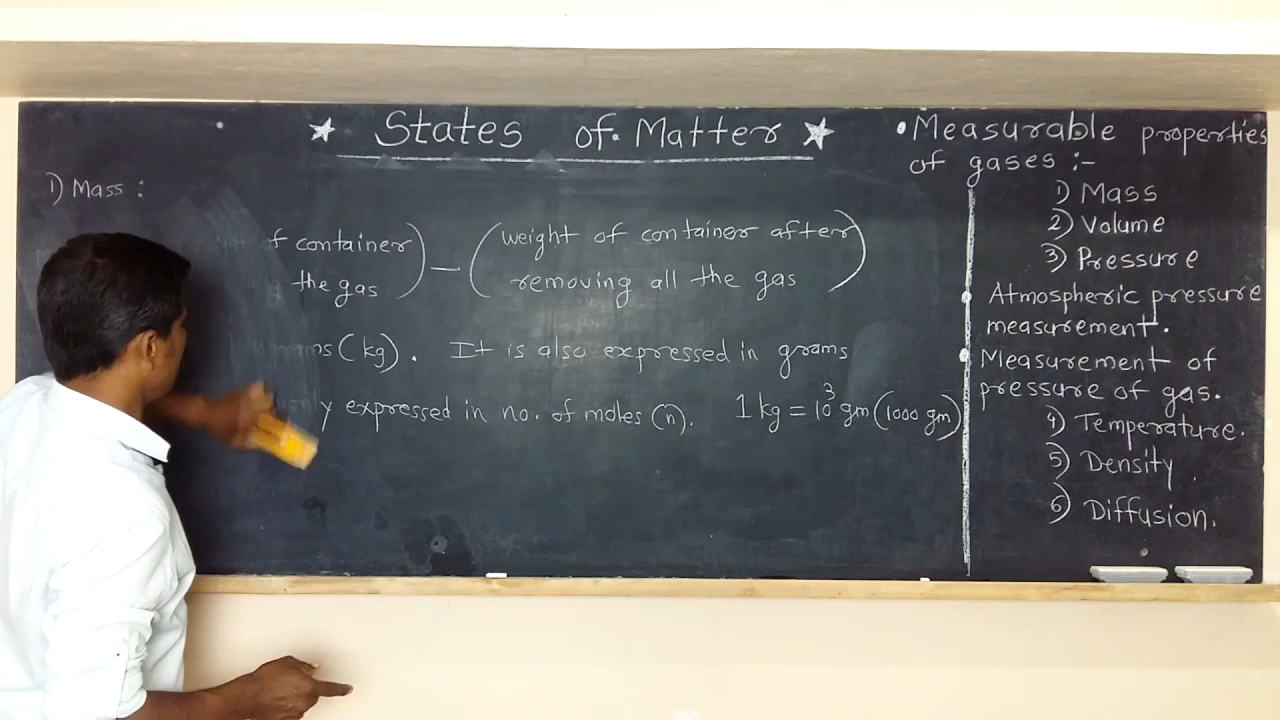 ★ States of Matter ★
1) Mass :
container) – (weight of container after
the gas removing all the gas
(kg). It is also expressed in grams
expressed in no. of moles (n). 1 kg = 10³ gm (1000 gm)
• Measurable properties
of gases :-
1) Mass
2) Volume
3) Pressure
• Atmospheric pressure
measurement.
• Measurement of
pressure of gas.
4) Temperature.
5) Density.
6) Diffusion.